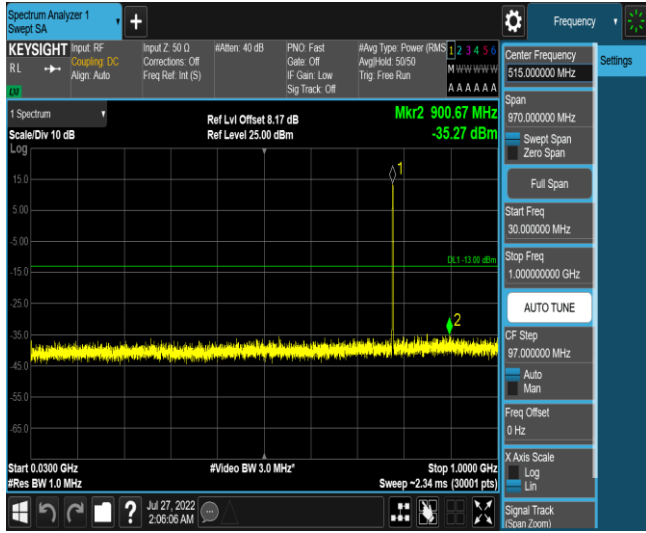 Spectrum Analyzer 1
Swept SA
Frequency
KEYSIGHT
RL
Input: RF
Coupling: DC
Align: Auto
Input Z: 50 Ω
Corrections: Off
Freq Ref: Int (S)
#Atten: 40 dB
PNO: Fast
Gate: Off
IF Gain: Low
Sig Track: Off
#Avg Type: Power (RMS
Avg|Hold: 50/50
Trig: Free Run
1 2 3 4 5 6
M W W W W W
A A A A A A
1 Spectrum
Scale/Div 10 dB
Log
Ref Lvl Offset 8.17 dB
Ref Level 25.00 dBm
Mkr2 900.67 MHz
-35.27 dBm
15.0
5.00
-5.00
-15.0
-25.0
-35.0
-45.0
-55.0
-65.0
1
DL1 -13.00 dBm
2
Start 0.0300 GHz
#Res BW 1.0 MHz
#Video BW 3.0 MHz*
Stop 1.0000 GHz
Sweep ~2.34 ms (30001 pts)
Jul 27, 2022
2:06:06 AM
Settings
Center Frequency
515.000000 MHz
Span
970.000000 MHz
Swept Span
Zero Span
Full Span
Start Freq
30.000000 MHz
Stop Freq
1.000000000 GHz
AUTO TUNE
CF Step
97.000000 MHz
Auto
Man
Freq Offset
0 Hz
X Axis Scale
Log
Lin
Signal Track
(Span Zoom)